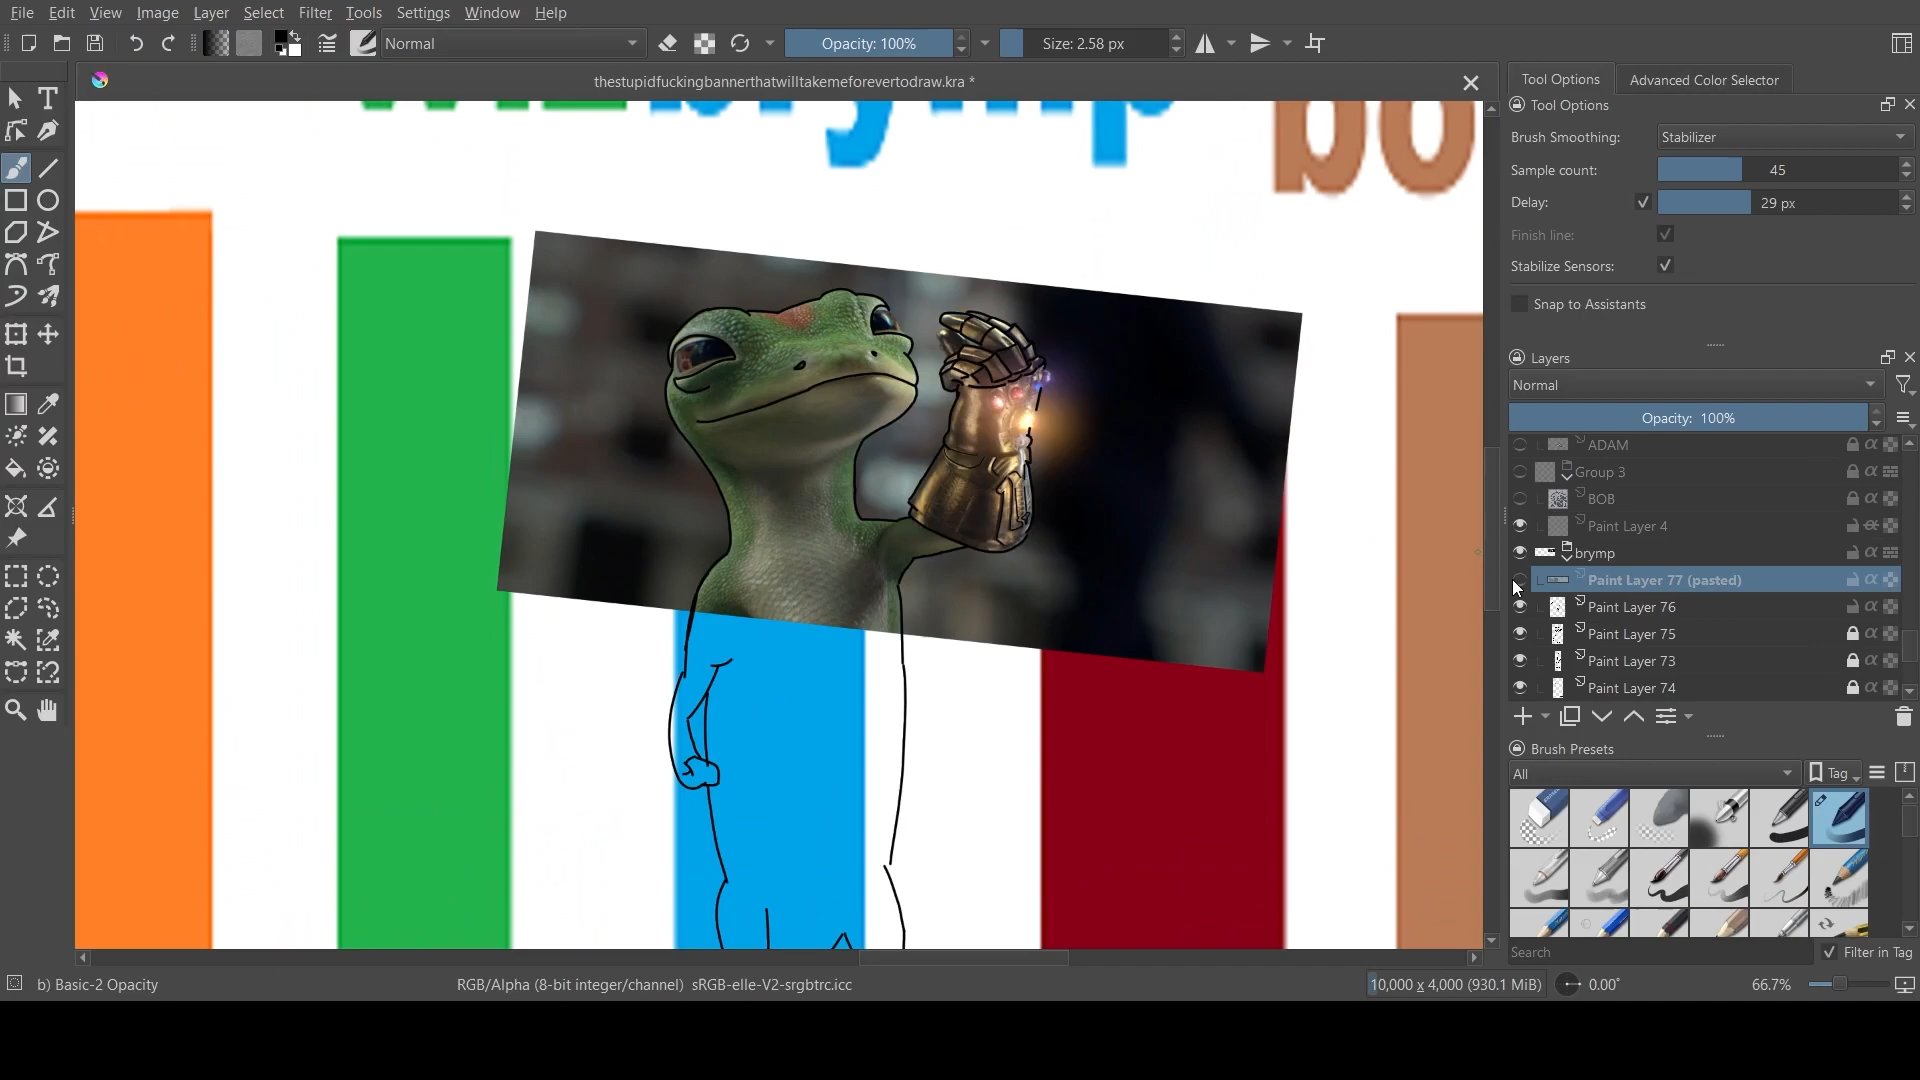 File Edit View Image Layer Select Filter Tools Settings Window Help
Normal Opacity: 100% Size: 2.58 px
thestupidfuckingbannerthatwilltakemeforevertodraw.kra *
Tool Options Advanced Color Selector
Tool Options
Brush Smoothing: Stabilizer
Sample count: 45
Delay: 29 px
Finish line:
Stabilize Sensors:
Snap to Assistants
Layers
Normal
Opacity: 100%
ADAM
Group 3
BOB
Paint Layer 4
brymp
Paint Layer 77 (pasted)
Paint Layer 76
Paint Layer 75
Paint Layer 73
Paint Layer 74
Brush Presets
All Tag
Search Filter in Tag
brymp
bo
b) Basic-2 Opacity RGB/Alpha (8-bit integer/channel) sRGB-elle-V2-srgbtrc.icc 10,000 x 4,000 (930.1 MiB) 0.00° 66.7%